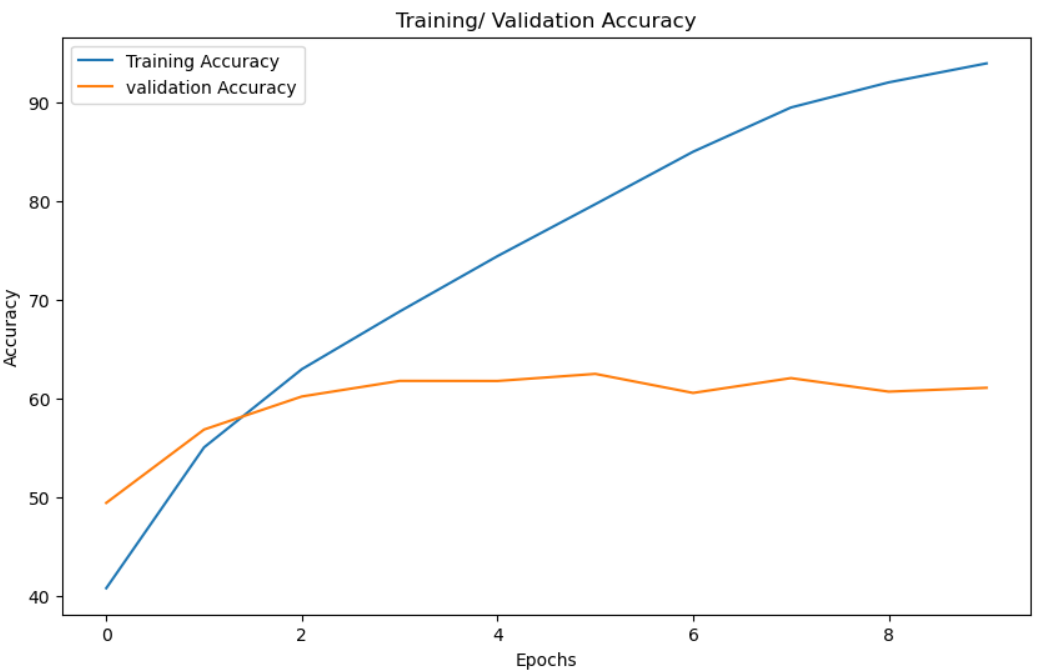 Training/ Validation Accuracy
Training Accuracy
validation Accuracy
90
80
70
60
50
40
Accuracy
0 2 4 6 8
Epochs